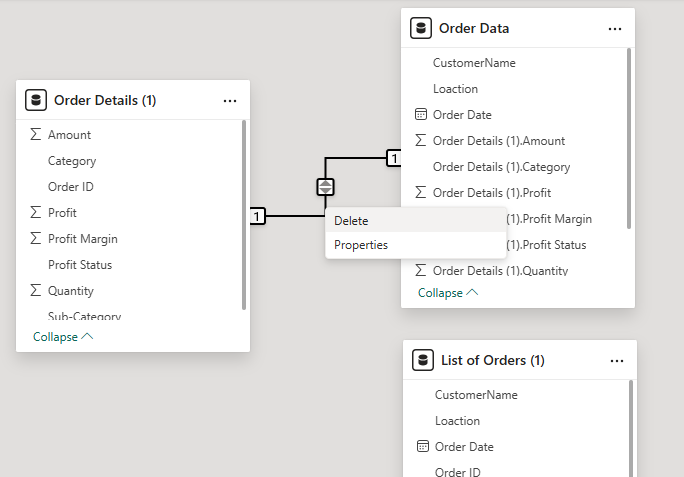 Order Details (1)
Amount
Category
Order ID
Profit
Profit Margin
Profit Status
Quantity
Sub-Category
Collapse
1
1
Delete
Properties
Order Data
CustomerName
Loaction
Order Date
Order Details (1).Amount
Order Details (1).Category
Order Details (1).Profit
(1).Profit Margin
(1).Profit Status
Order Details (1).Quantity
Collapse
List of Orders (1)
CustomerName
Loaction
Order Date
Order ID